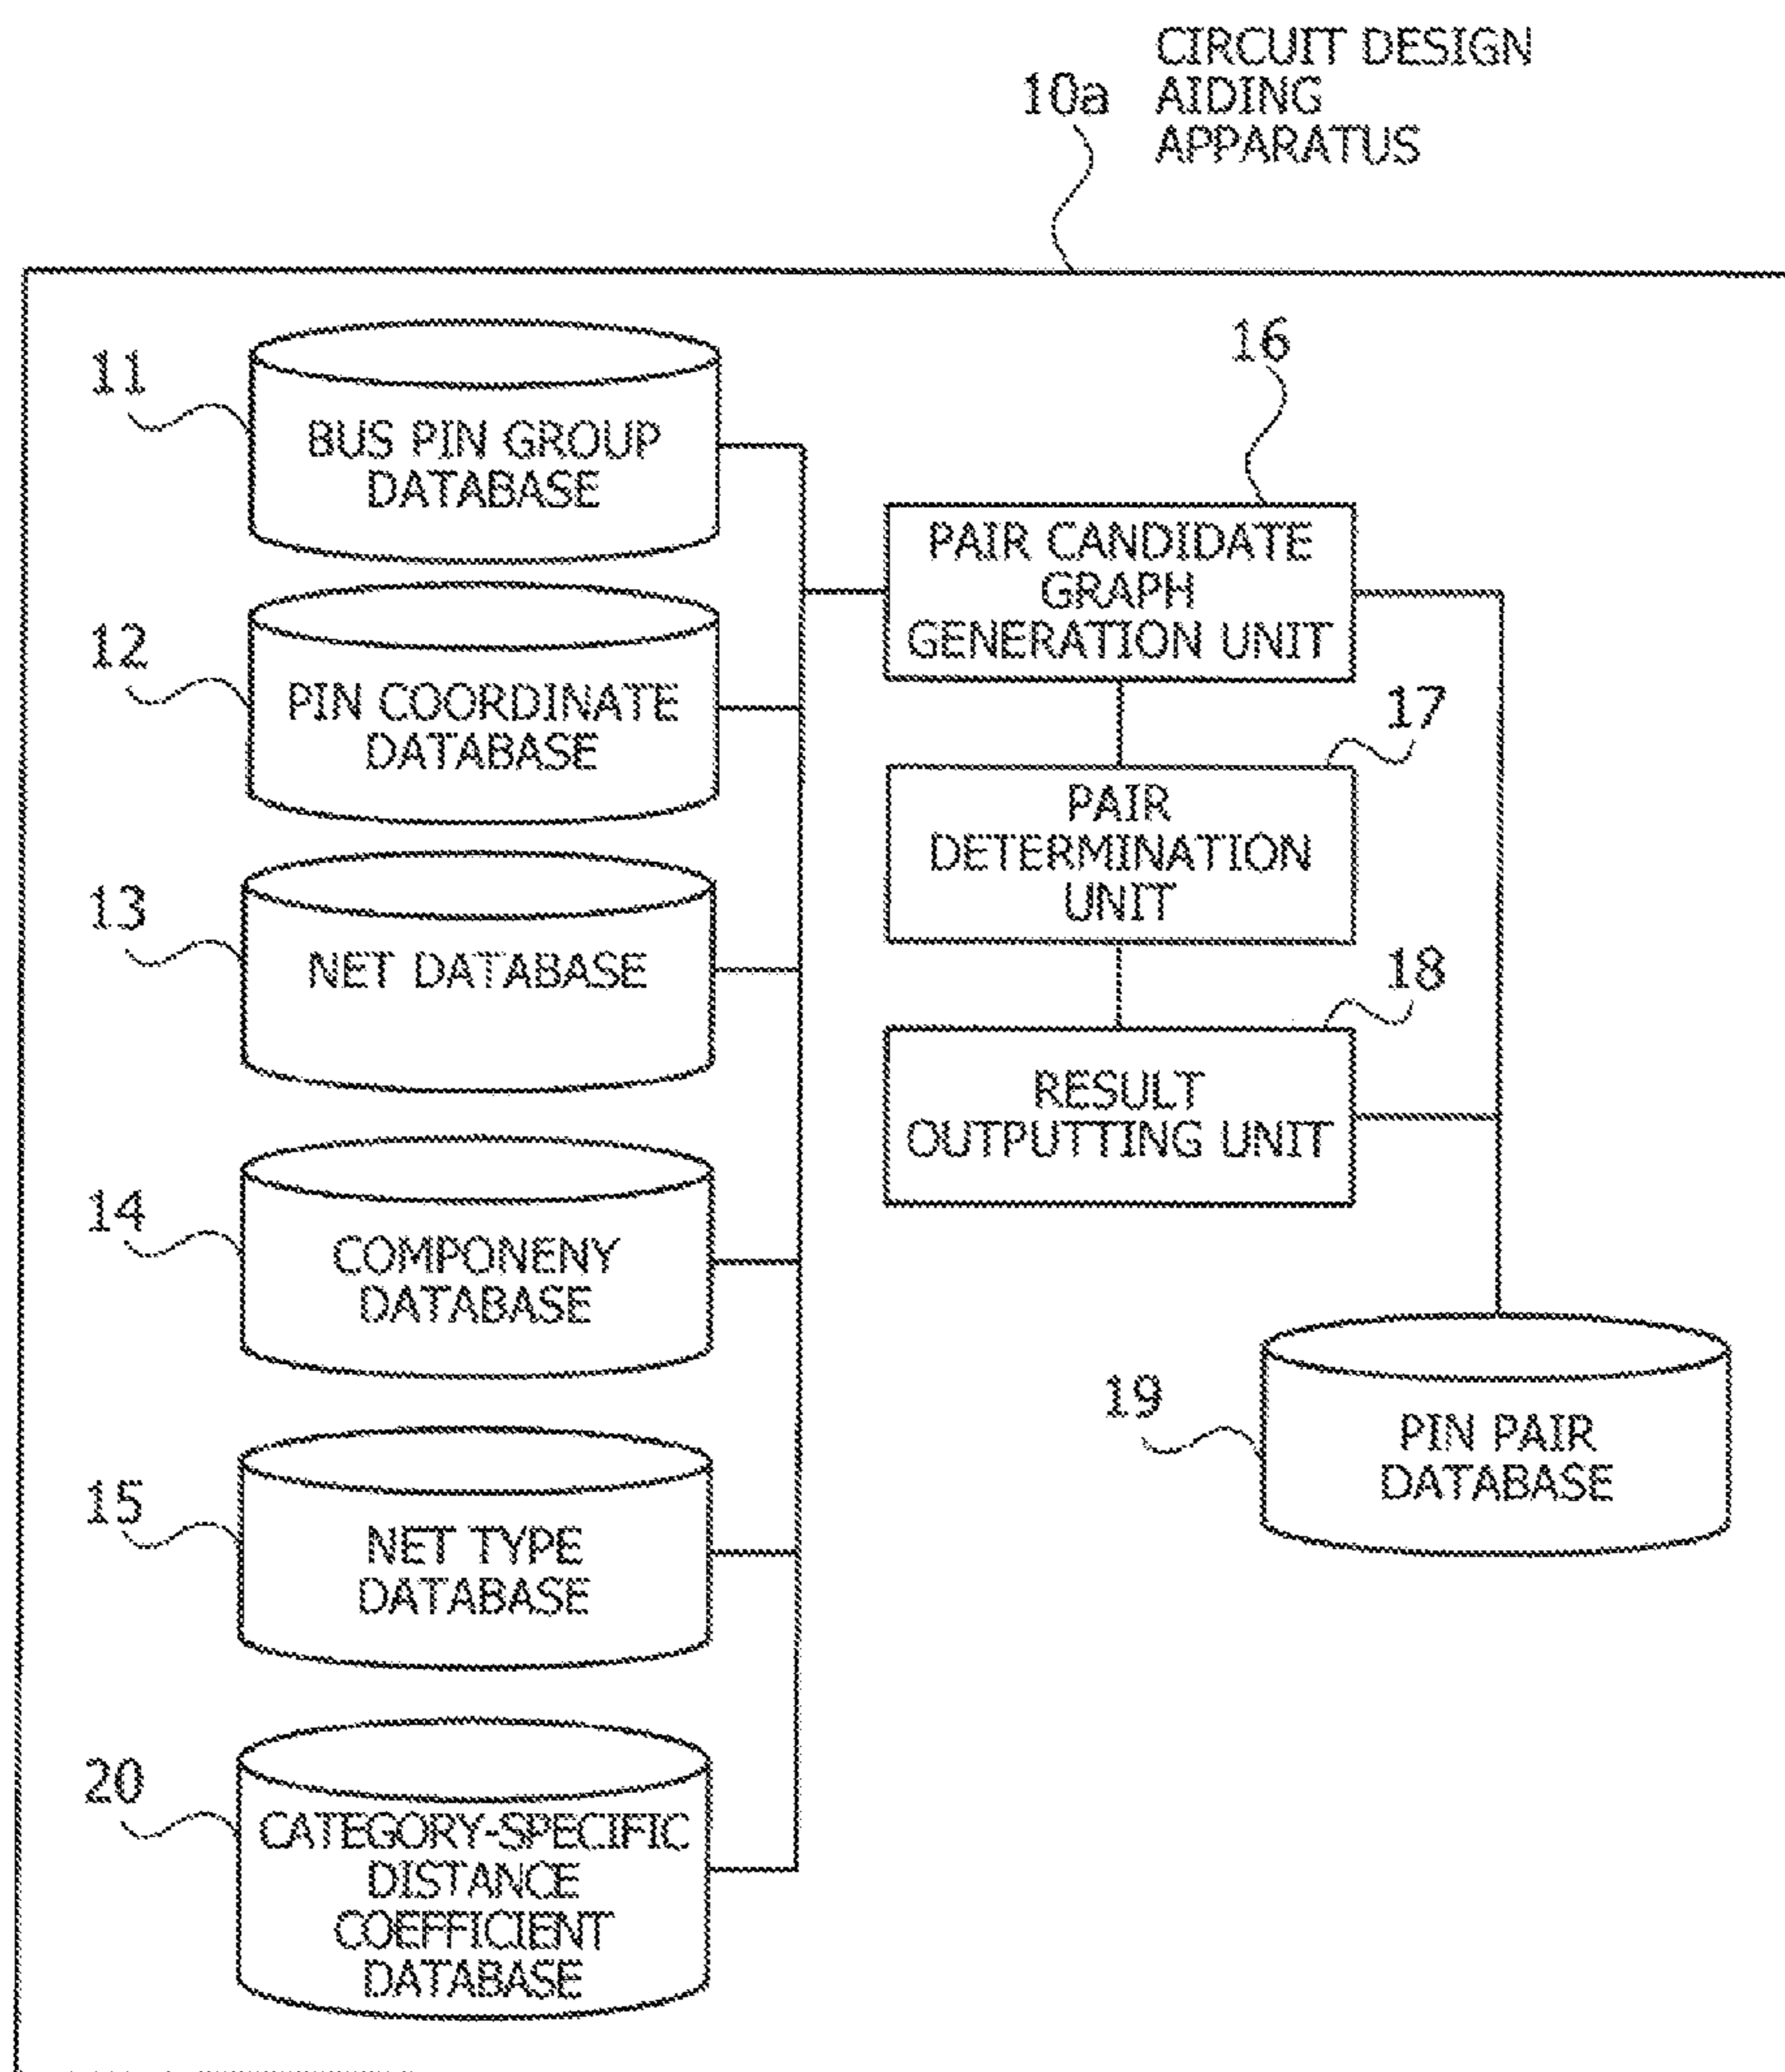 CIRCUIT DESIGN
AIDING
APPARATUS
10a
11
BUS PIN GROUP
DATABASE
12
PIN COORDINATE
DATABASE
13
NET DATABASE
14
COMPONENY
DATABASE
15
NET TYPE
DATABASE
20
CATEGORY-SPECIFIC
DISTANCE
COEFFICIENT
DATABASE
16
PAIR CANDIDATE
GRAPH
GENERATION UNIT
17
PAIR
DETERMINATION
UNIT
18
RESULT
OUTPUTTING UNIT
19
PIN PAIR
DATABASE